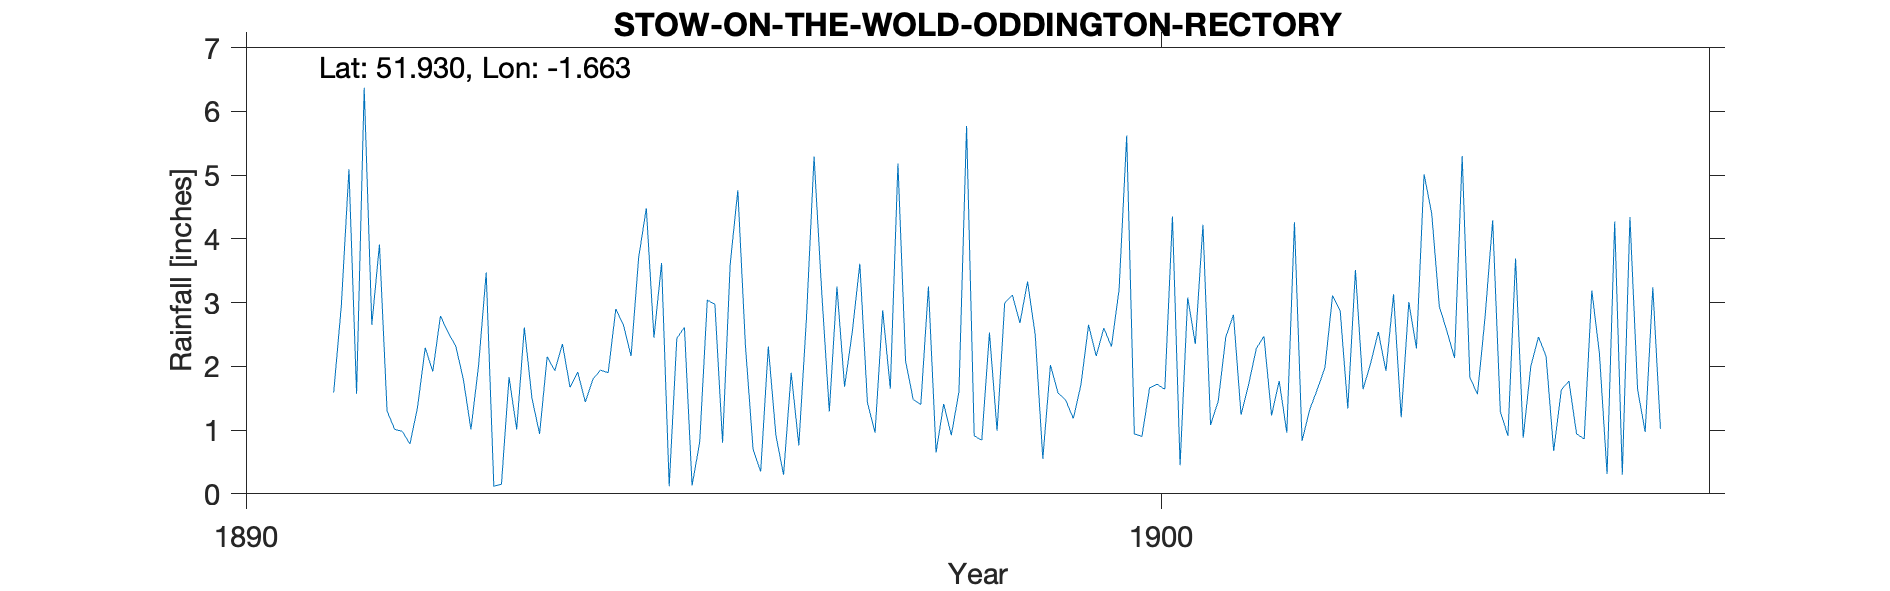 STOW-ON-THE-WOLD-ODDINGTON-RECTORY
Lat: 51.930, Lon: -1.663
7
6
5
4
3
2
1
0
Rainfall [inches]
1890 1900
Year